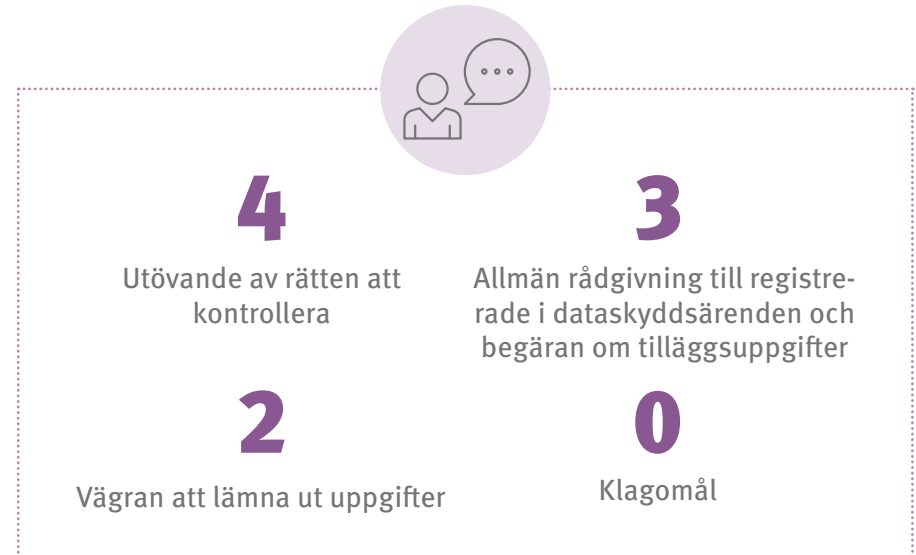 4
Utövande av rätten att
kontrollera
3
Allmän rådgivning till registre-
rade i dataskyddsärenden och
begäran om tilläggsuppgifter
2
Vägran att lämna ut uppgifter
0
Klagomål